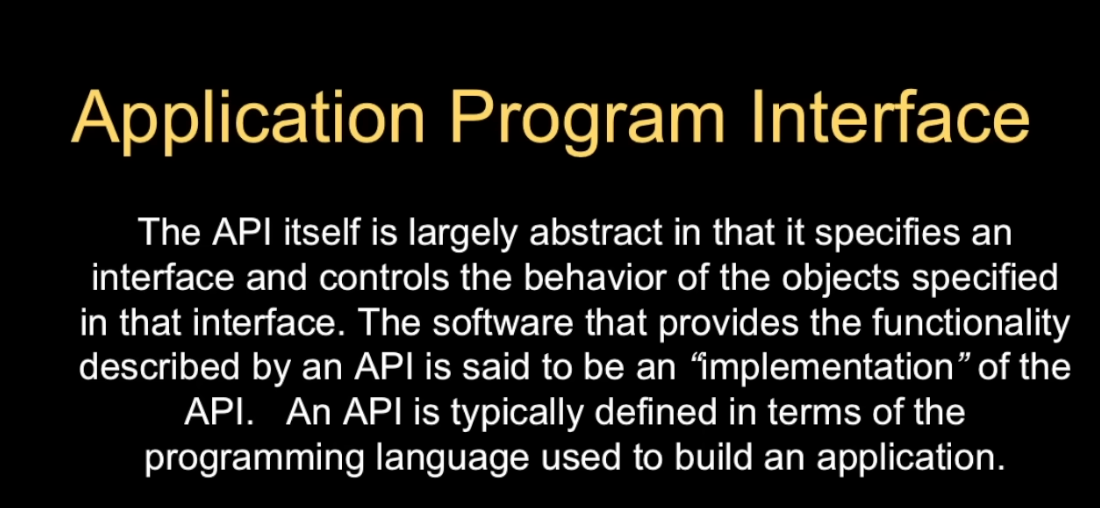 Application Program Interface
The API itself is largely abstract in that it specifies an
interface and controls the behavior of the objects specified
in that interface. The software that provides the functionality
described by an API is said to be an “implementation” of the
API.   An API is typically defined in terms of the
programming language used to build an application.